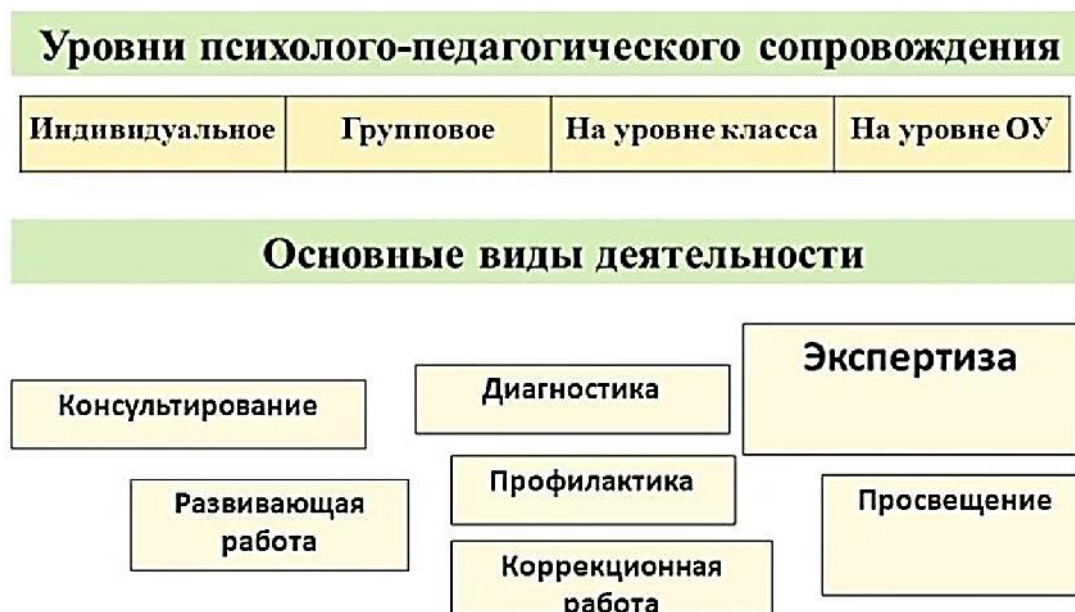 Уровни психолого-педагогического сопровождения
Индивидуальное Групповое На уровне класса На уровне ОУ
Основные виды деятельности
Экспертиза
Диагностика
Консультирование
Профилактика
Развивающая
работа
Просвещение
Коррекционная
работа